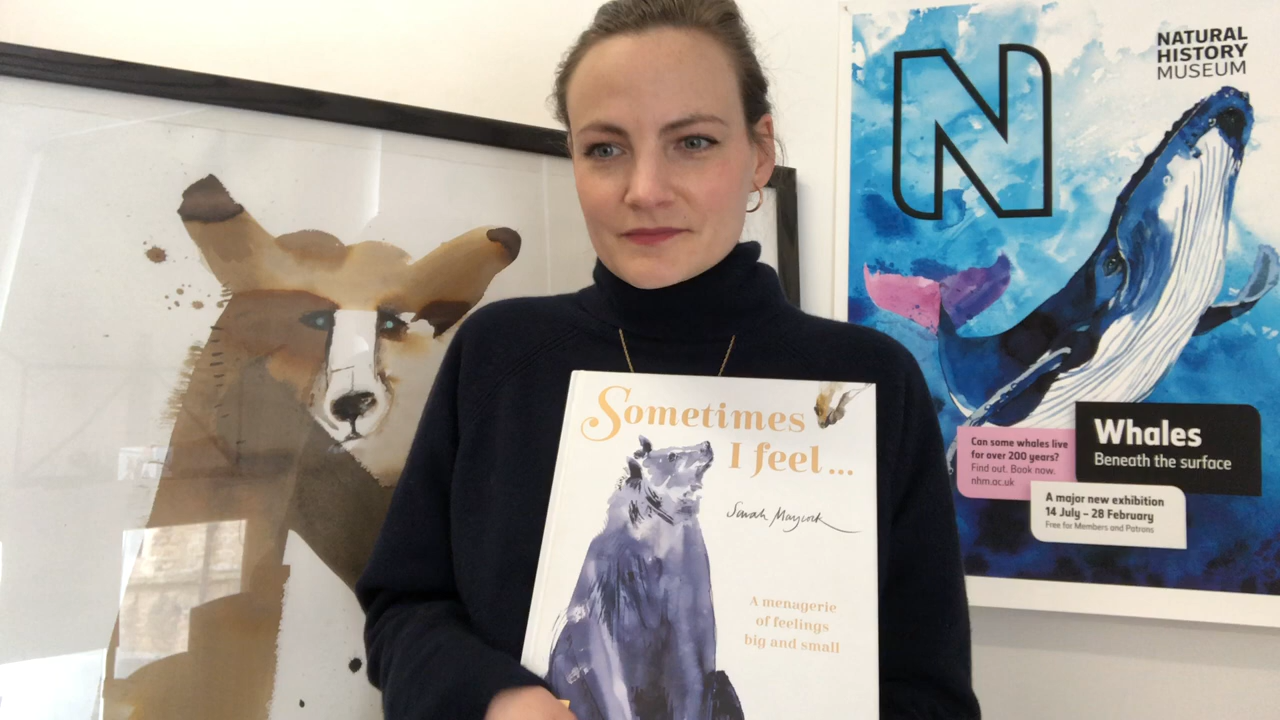 N
NATURAL
HISTORY
MUSEUM
Sometimes
I feel...
Sarah Maycock
A menagerie
of feelings
big and small
Can some whales live
for over 200 years?
Find out. Book now.
nhm.ac.uk
Whales
Beneath the surface
A major new exhibition
14 July – 28 February
Free for Members and Patrons